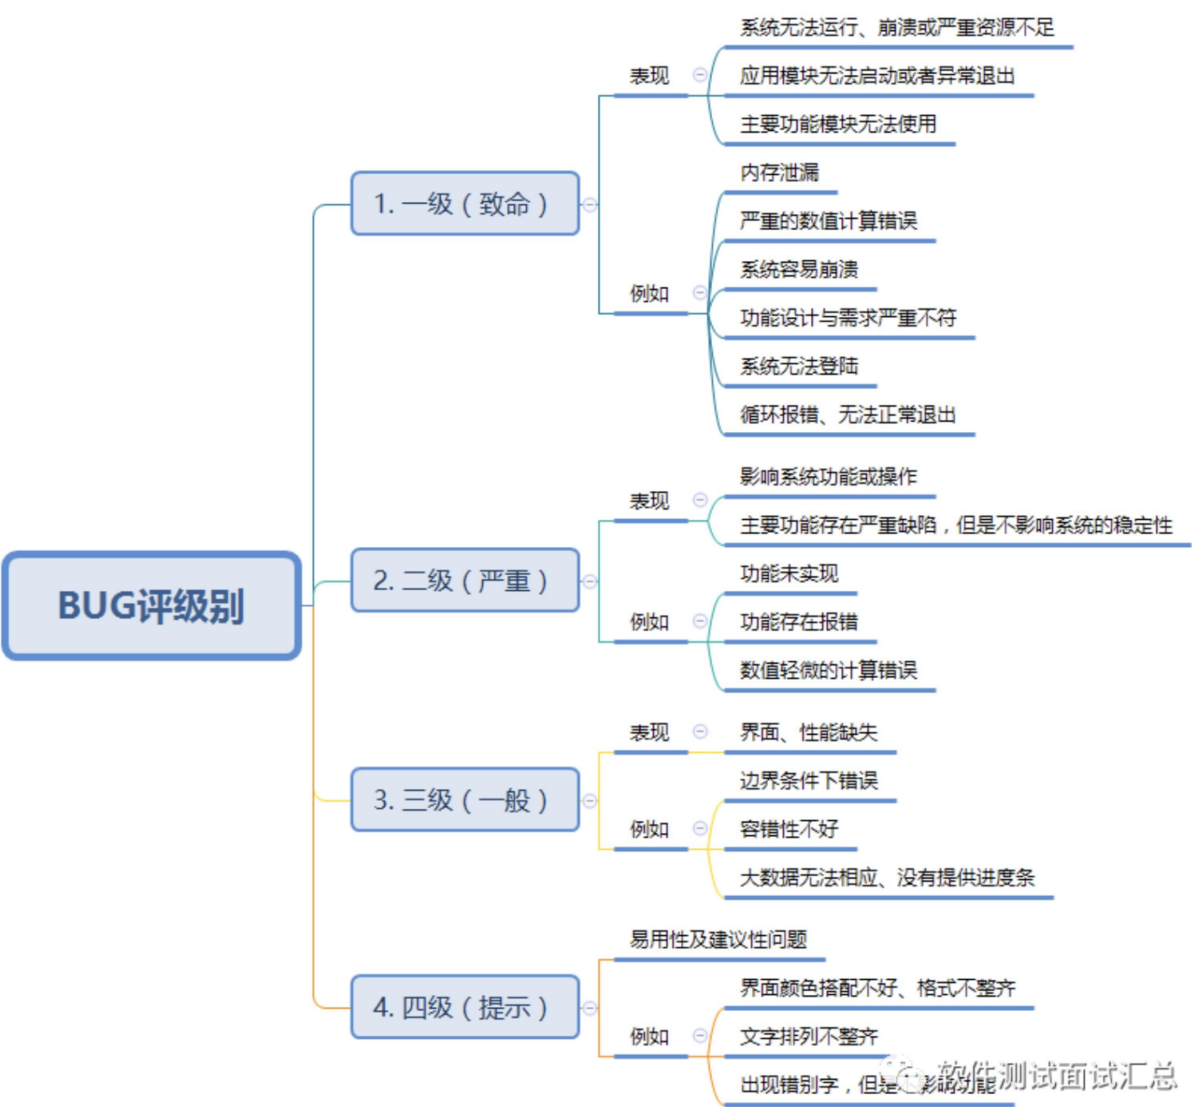 BUG评级别
1. 一级（致命）
表现
系统无法运行、崩溃或严重资源不足
应用模块无法启动或者异常退出
主要功能模块无法使用
例如
内存泄漏
严重的数值计算错误
系统容易崩溃
功能设计与需求严重不符
系统无法登陆
循环报错、无法正常退出
2. 二级（严重）
表现
影响系统功能或操作
主要功能存在严重缺陷，但是不影响系统的稳定性
例如
功能未实现
功能存在报错
数值轻微的计算错误
3. 三级（一般）
表现
界面、性能缺失
例如
边界条件下错误
容错性不好
大数据无法相应、没有提供进度条
4. 四级（提示）
易用性及建议性问题
例如
界面颜色搭配不好、格式不整齐
文字排列不整齐
出现错别字，但是不影响功能
软件测试面试汇总